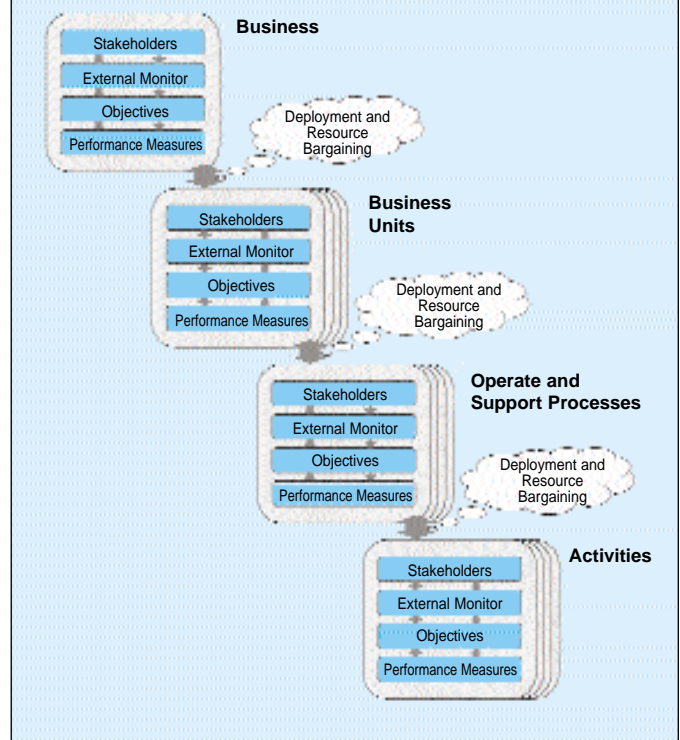 Business
Stakeholders
External Monitor
Objectives
Performance Measures
Deployment and
Resource
Bargaining
Business
Units
Stakeholders
External Monitor
Objectives
Performance Measures
Deployment and
Resource
Bargaining
Operate and
Support Processes
Stakeholders
External Monitor
Objectives
Performance Measures
Deployment and
Resource
Bargaining
Activities
Stakeholders
External Monitor
Objectives
Performance Measures